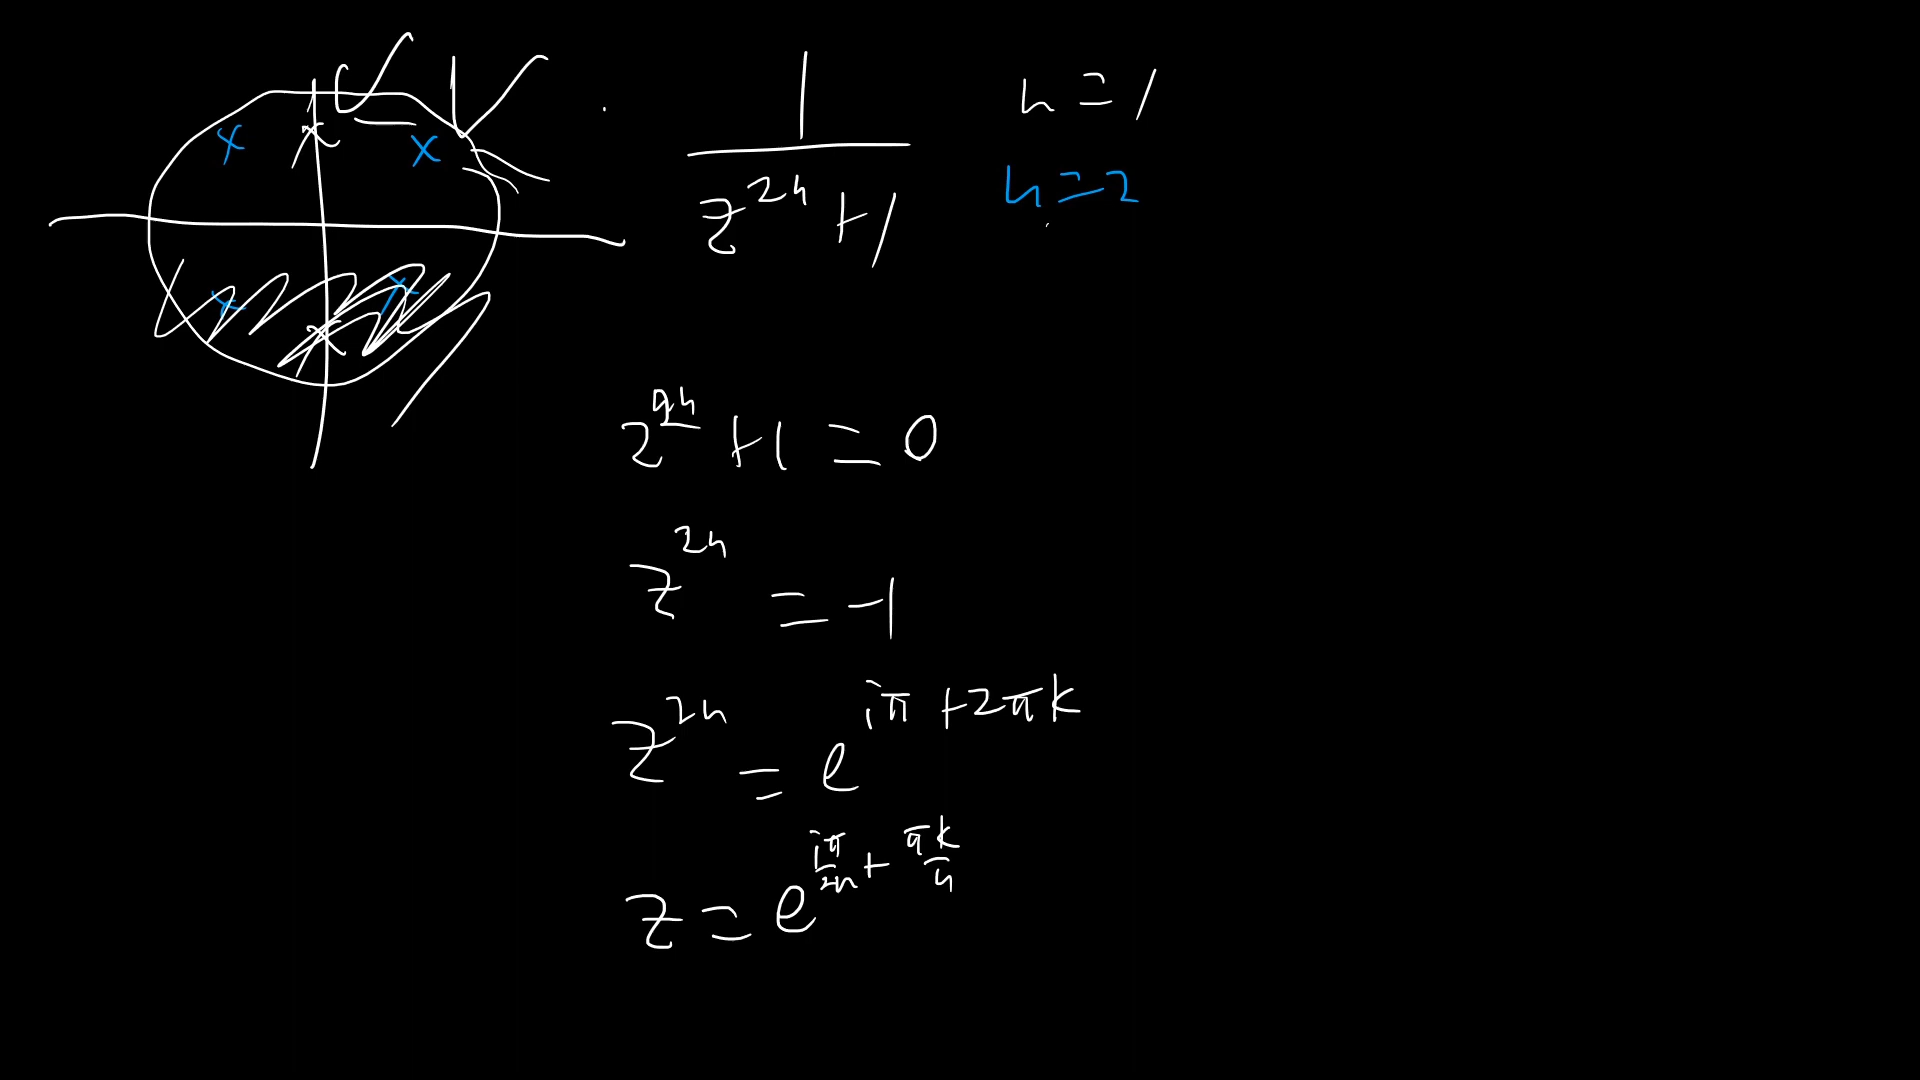 1 / (z^{2n} + 1)
n = 1
n = 2
z^{2n} + 1 = 0
z^{2n} = -1
z^{2n} = e^{iπ + 2πk}
z = e^{iπ/2n + πk/n}